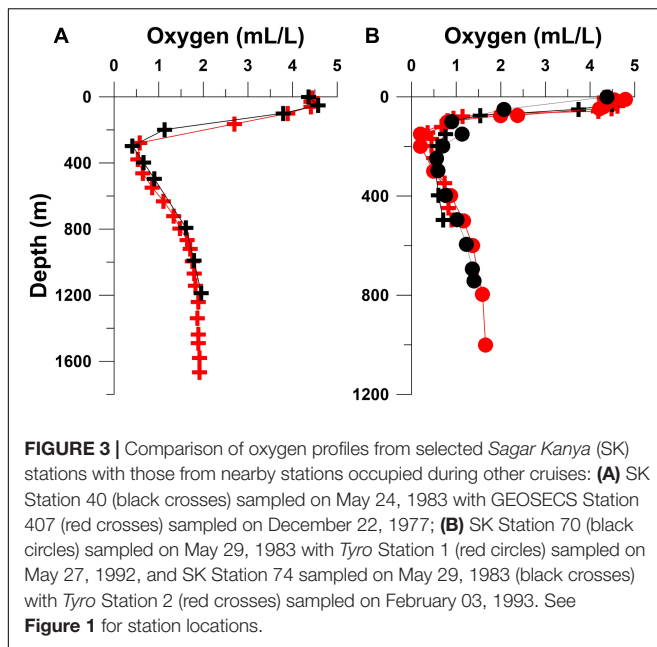 A
Oxygen (mL/L)
0 1 2 3 4 5
0
400
800
1200
1600
Depth (m)
B
Oxygen (mL/L)
0 1 2 3 4 5
0
400
800
1200
FIGURE 3 | Comparison of oxygen profiles from selected Sagar Kanya (SK)
stations with those from nearby stations occupied during other cruises: (A) SK
Station 40 (black crosses) sampled on May 24, 1983 with GEOSECS Station
407 (red crosses) sampled on December 22, 1977; (B) SK Station 70 (black
circles) sampled on May 29, 1983 with Tyro Station 1 (red circles) sampled on
May 27, 1992, and SK Station 74 sampled on May 29, 1983 (black crosses)
with Tyro Station 2 (red crosses) sampled on February 03, 1993. See
Figure 1 for station locations.